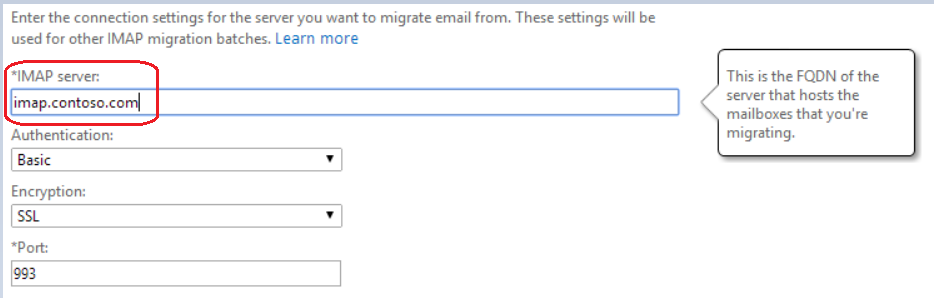 Enter the connection settings for the server you want to migrate email from. These settings will be
used for other IMAP migration batches. Learn more
*IMAP server:
imap.contoso.com
This is the FQDN of the
server that hosts the
mailboxes that you're
migrating.
Authentication:
Basic
Encryption:
SSL
*Port:
993